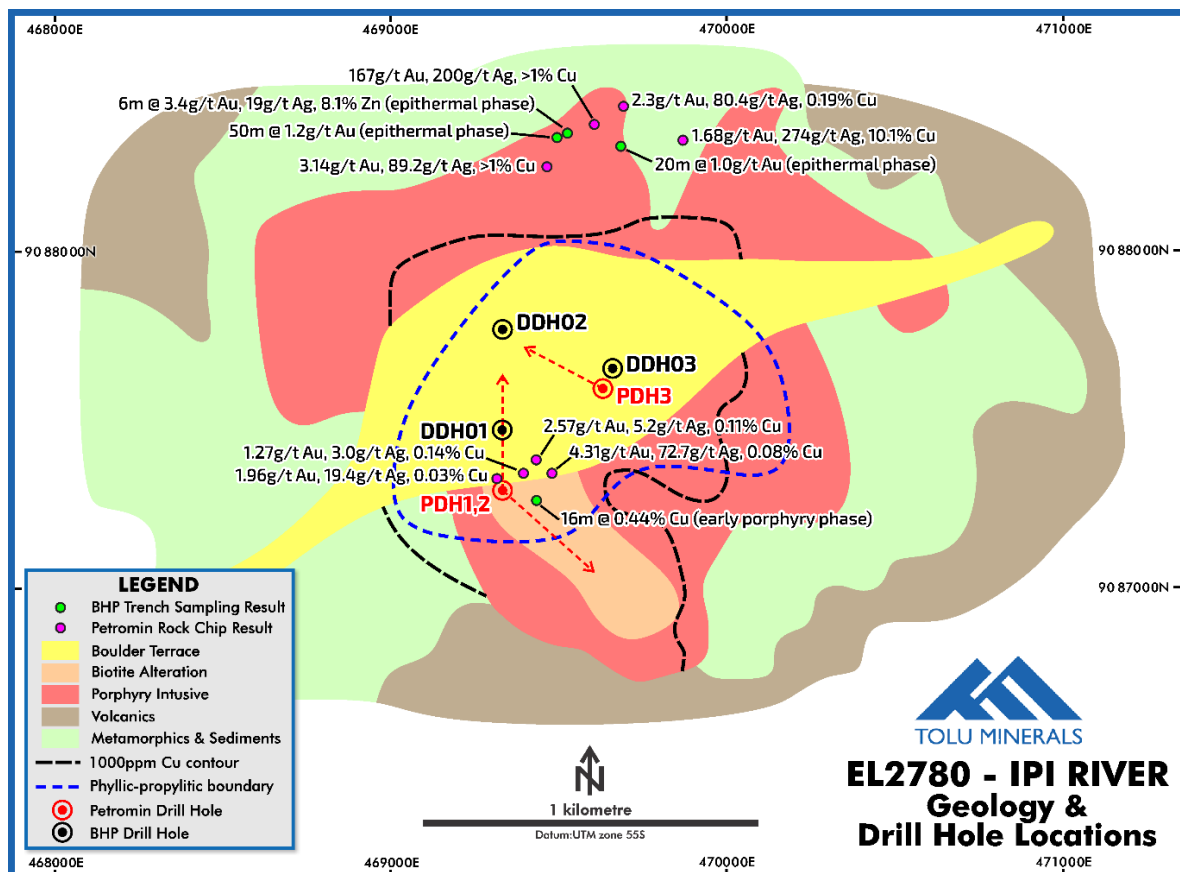 468000E
469000E
470000E
471000E
167g/t Au, 200g/t Ag, >1% Cu
2.3g/t Au, 80.4g/t Ag, 0.19% Cu
6m @ 3.4g/t Au, 19g/t Ag, 8.1% Zn (epithermal phase)
50m @ 1.2g/t Au (epithermal phase)
1.68g/t Au, 274g/t Ag, 10.1% Cu
3.14g/t Au, 89.2g/t Ag, >1% Cu
20m @ 1.0g/t Au (epithermal phase)
9088000N
9088000N
DDH02
DDH03
PDH3
DDH01
2.57g/t Au, 5.2g/t Ag, 0.11% Cu
1.27g/t Au, 3.0g/t Ag, 0.14% Cu
4.31g/t Au, 72.7g/t Ag, 0.08% Cu
1.96g/t Au, 19.4g/t Ag, 0.03% Cu
PDH1,2
16m @ 0.44% Cu (early porphyry phase)
9087000N
LEGEND
BHP Trench Sampling Result
Petromin Rock Chip Result
Boulder Terrace
Biotite Alteration
Porphyry Intusive
Volcanics
Metamorphics & Sediments
1000ppm Cu contour
Phyllic-propylitic boundary
Petromin Drill Hole
BHP Drill Hole
N
1 kilometre
Datum:UTM zone 55S
TOLU MINERALS
EL2780 - IPI RIVER
Geology &
Drill Hole Locations
468000E
469000E
470000E
471000E